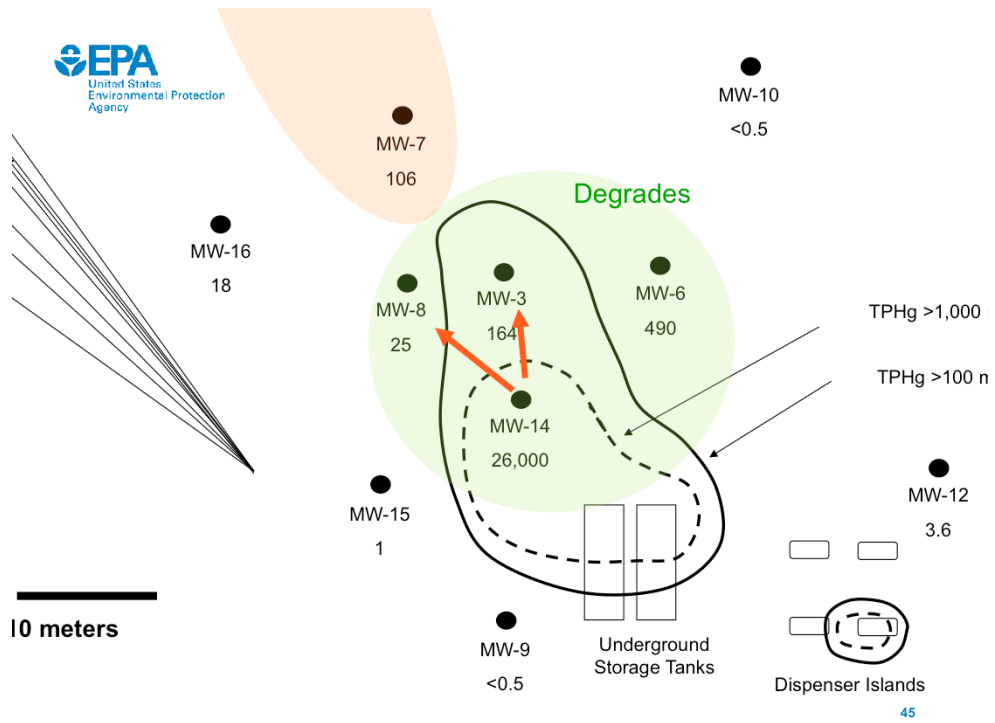 EPA
United States
Environmental Protection
Agency
MW-10
<0.5
MW-7
106
Degrades
MW-16
18
MW-8
25
MW-3
164
MW-6
490
TPHg >1,000
TPHg >100 m
MW-14
26,000
MW-15
1
MW-12
3.6
10 meters
MW-9
<0.5
Underground
Storage Tanks
Dispenser Islands
45